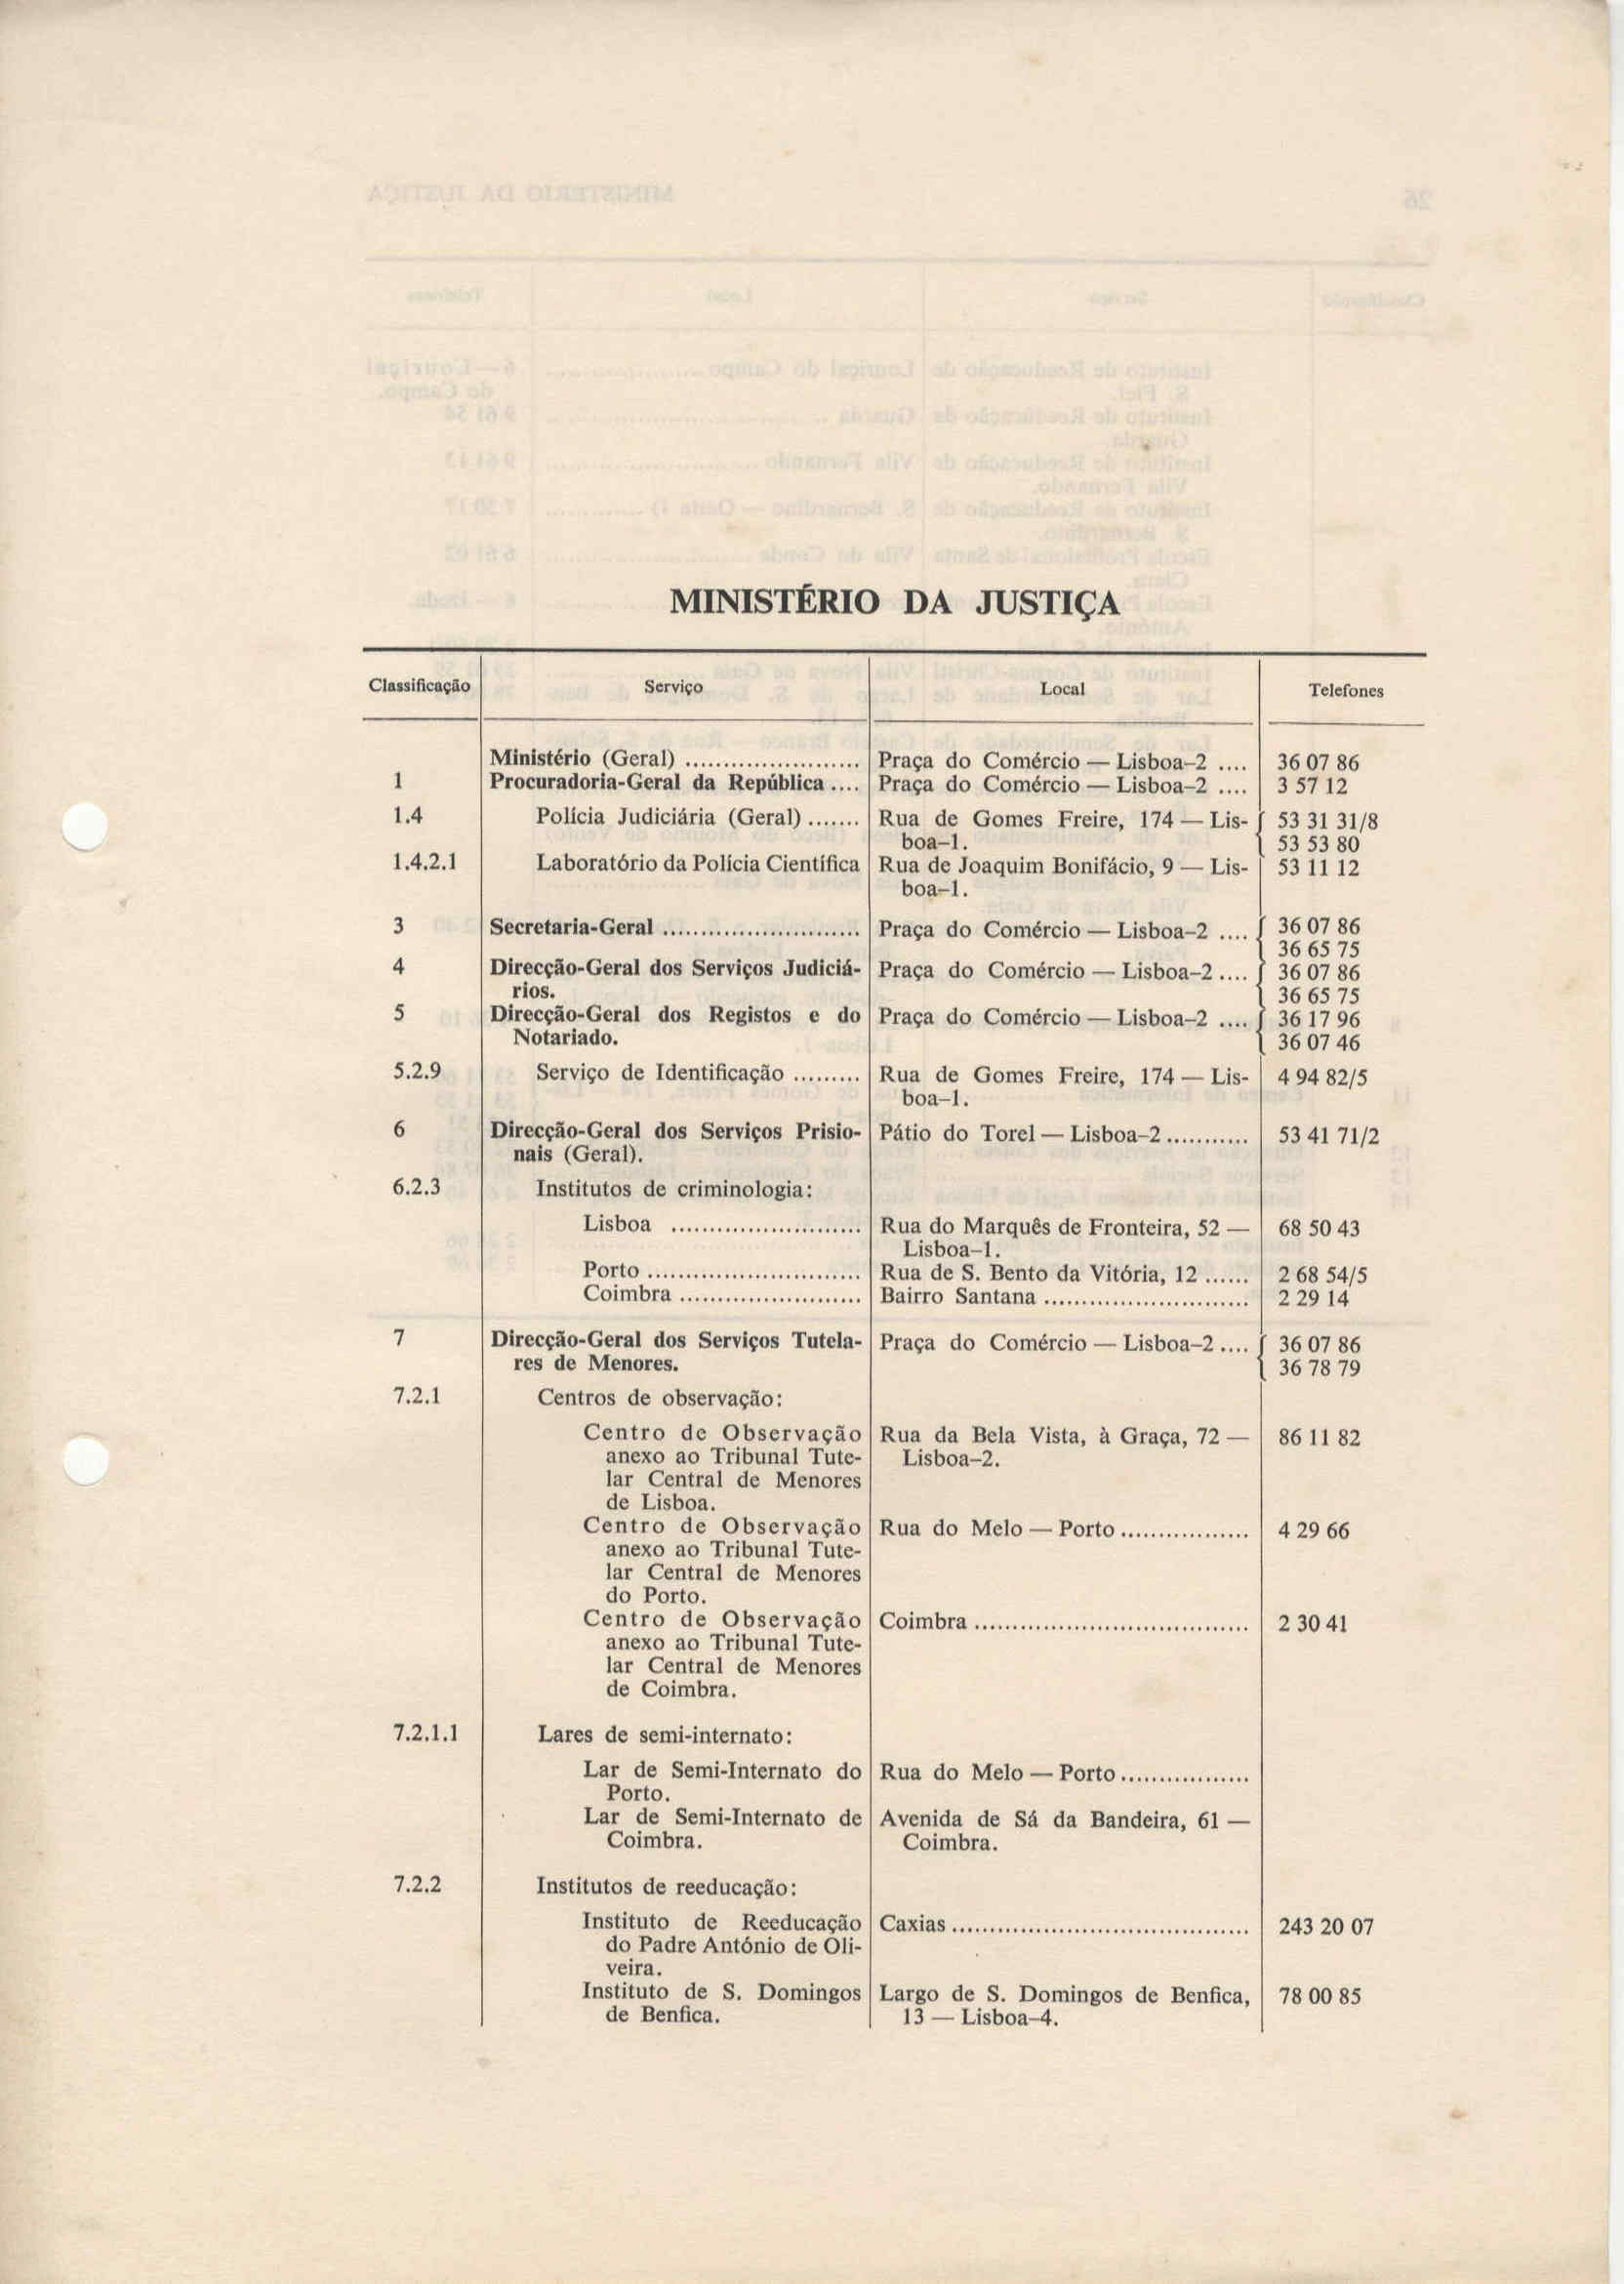 MINISTÉRIO DA JUSTIÇA
Classificação Serviço Local Telefones
Ministério (Geral) ....................... Praça do Comércio — Lisboa–2 .... 36 07 86
1 Procuradoria-Geral da República .... Praça do Comércio — Lisboa–2 .... 3 57 12
1.4 Polícia Judiciária (Geral) ....... Rua de Gomes Freire, 174 — Lis- { 53 31 31/8
boa–1. 53 53 80
1.4.2.1 Laboratório da Polícia Científica Rua de Joaquim Bonifácio, 9 — Lis- 53 11 12
boa–1.
3 Secretaria-Geral .......................... Praça do Comércio — Lisboa–2 .... { 36 07 86
36 65 75
4 Direcção-Geral dos Serviços Judiciá- Praça do Comércio — Lisboa–2 .... { 36 07 86
rios. 36 65 75
5 Direcção-Geral dos Registos e do Praça do Comércio — Lisboa–2 .... { 36 17 96
Notariado. 36 07 46
5.2.9 Serviço de Identificação ......... Rua de Gomes Freire, 174 — Lis- 4 94 82/5
boa–1.
6 Direcção-Geral dos Serviços Prisio- Pátio do Torel — Lisboa–2 ........... 53 41 71/2
nais (Geral).
6.2.3 Institutos de criminologia:
Lisboa ......................... Rua do Marquês de Fronteira, 52 — 68 50 43
Lisboa–1.
Porto ............................ Rua de S. Bento da Vitória, 12 ...... 2 68 54/5
Coimbra ........................ Bairro Santana ........................... 2 29 14
7 Direcção-Geral dos Serviços Tutela- Praça do Comércio — Lisboa–2 .... { 36 07 86
res de Menores. 36 78 79
7.2.1 Centros de observação:
Centro de Observação Rua da Bela Vista, à Graça, 72 — 86 11 82
anexo ao Tribunal Tute- Lisboa–2.
lar Central de Menores
de Lisboa.
Centro de Observação Rua do Melo — Porto ................. 4 29 66
anexo ao Tribunal Tute-
lar Central de Menores
do Porto.
Centro de Observação Coimbra .................................... 2 30 41
anexo ao Tribunal Tute-
lar Central de Menores
de Coimbra.
7.2.1.1 Lares de semi-internato:
Lar de Semi-Internato do Rua do Melo — Porto .................
Porto.
Lar de Semi-Internato de Avenida de Sá da Bandeira, 61 —
Coimbra. Coimbra.
7.2.2 Institutos de reeducação:
Instituto de Reeducação Caxias ....................................... 243 20 07
do Padre António de Oli-
veira.
Instituto de S. Domingos Largo de S. Domingos de Benfica, 78 00 85
de Benfica. 13 — Lisboa–4.